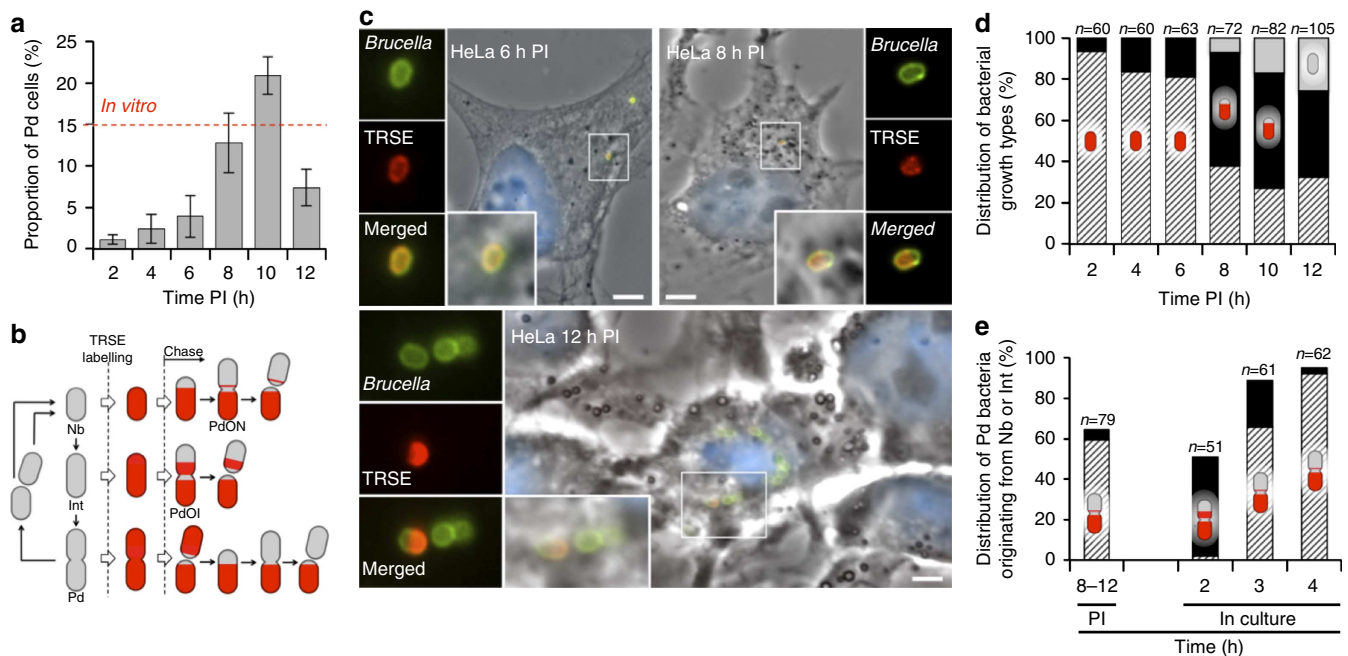 a
Proportion of Pd cells (%)
25
20
15
10
5
0
In vitro
2 4 6 8 10 12
Time PI (h)
b
TRSE
labelling
Chase
Nb
PdON
Int
PdOI
Pd
c
Brucella
TRSE
Merged
HeLa 6 h PI
HeLa 8 h PI
Brucella
TRSE
Merged
Brucella
TRSE
Merged
HeLa 12 h PI
d
Distribution of bacterial
growth types (%)
n=60 n=60 n=63 n=72 n=82 n=105
100
80
60
40
20
0
2 4 6 8 10 12
Time PI (h)
e
Distribution of Pd bacteria
originating from Nb or Int (%)
100
80
60
40
20
0
n=79
n=51
n=61
n=62
8–12 2 3 4
PI In culture
Time (h)